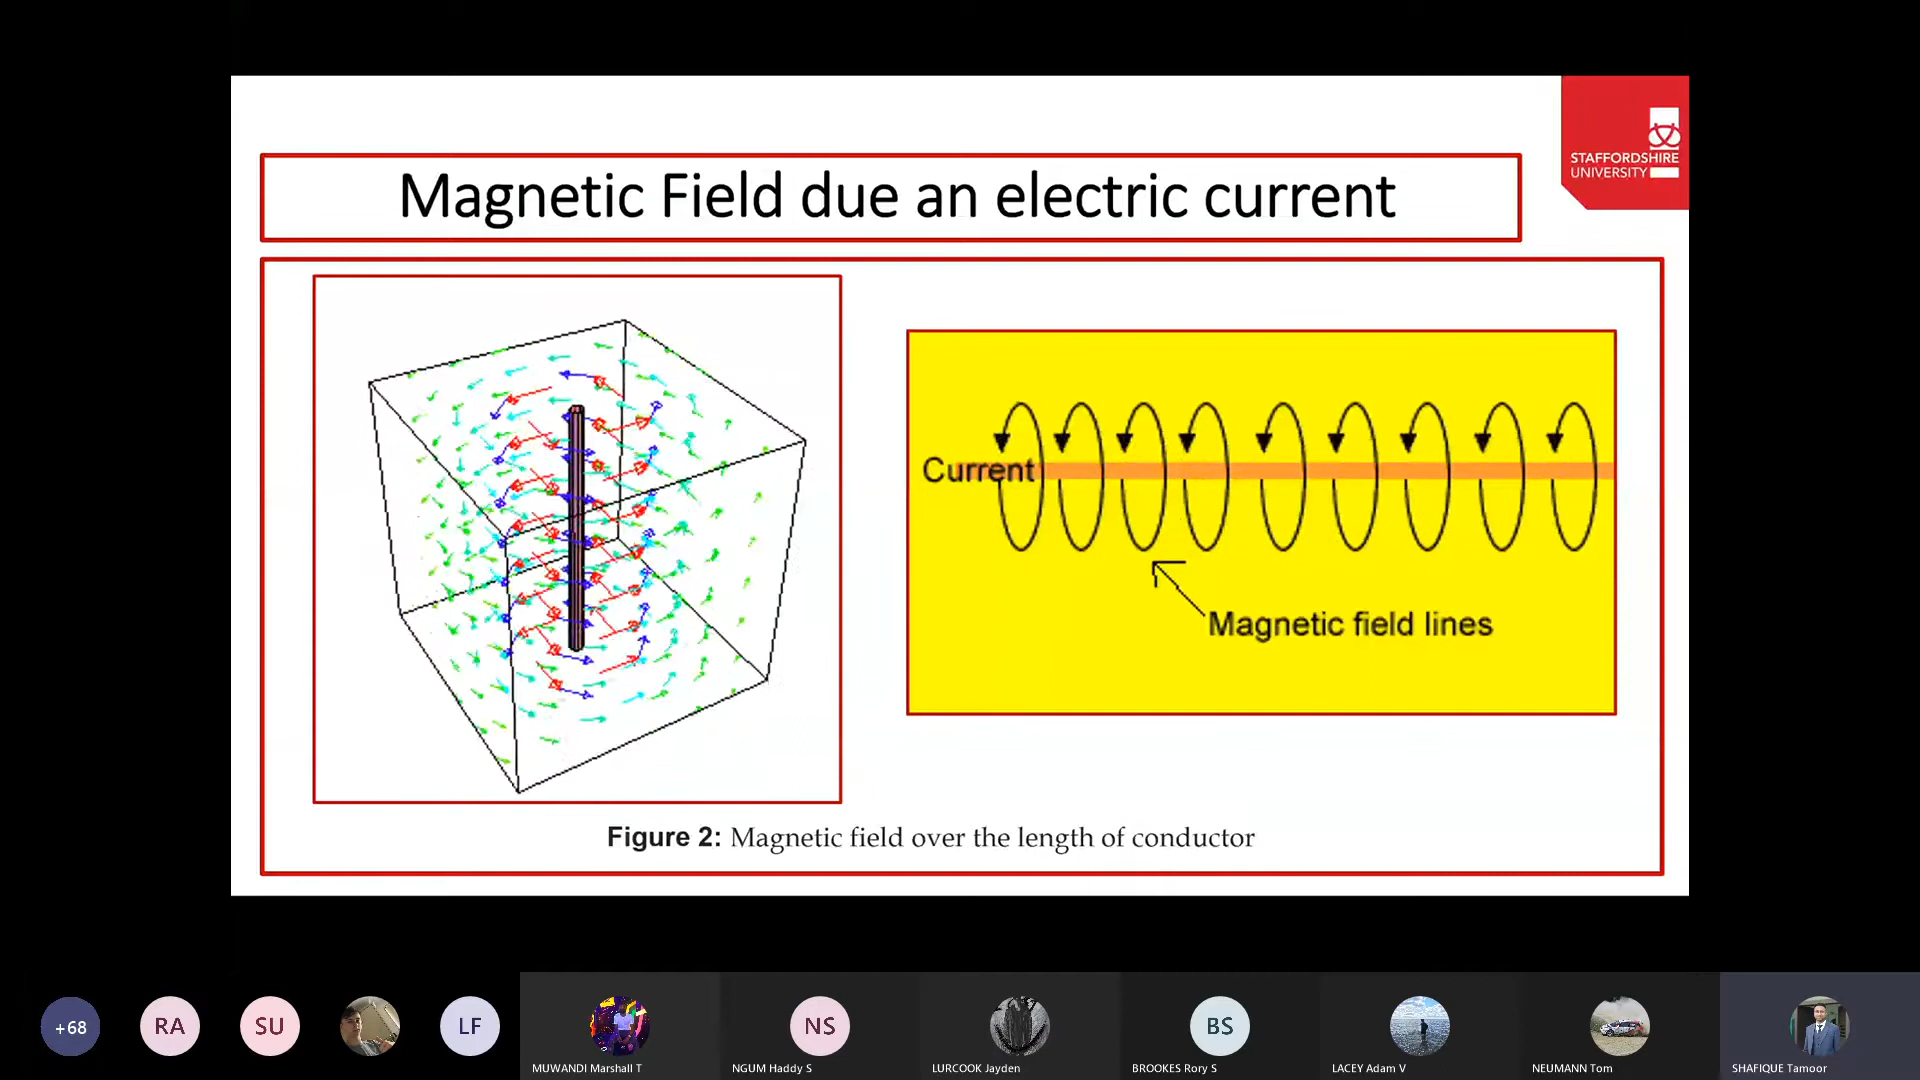 STAFFORDSHIRE
UNIVERSITY
Magnetic Field due an electric current
Current
Magnetic field lines
Figure 2: Magnetic field over the length of conductor
+68
RA
SU
LF
NS
BS
MUWANDI Marshall T
NGUM Haddy S
LURCOOK Jayden
BROOKES Rory S
LACEY Adam V
NEUMANN Tom
SHAFIQUE Tamoor